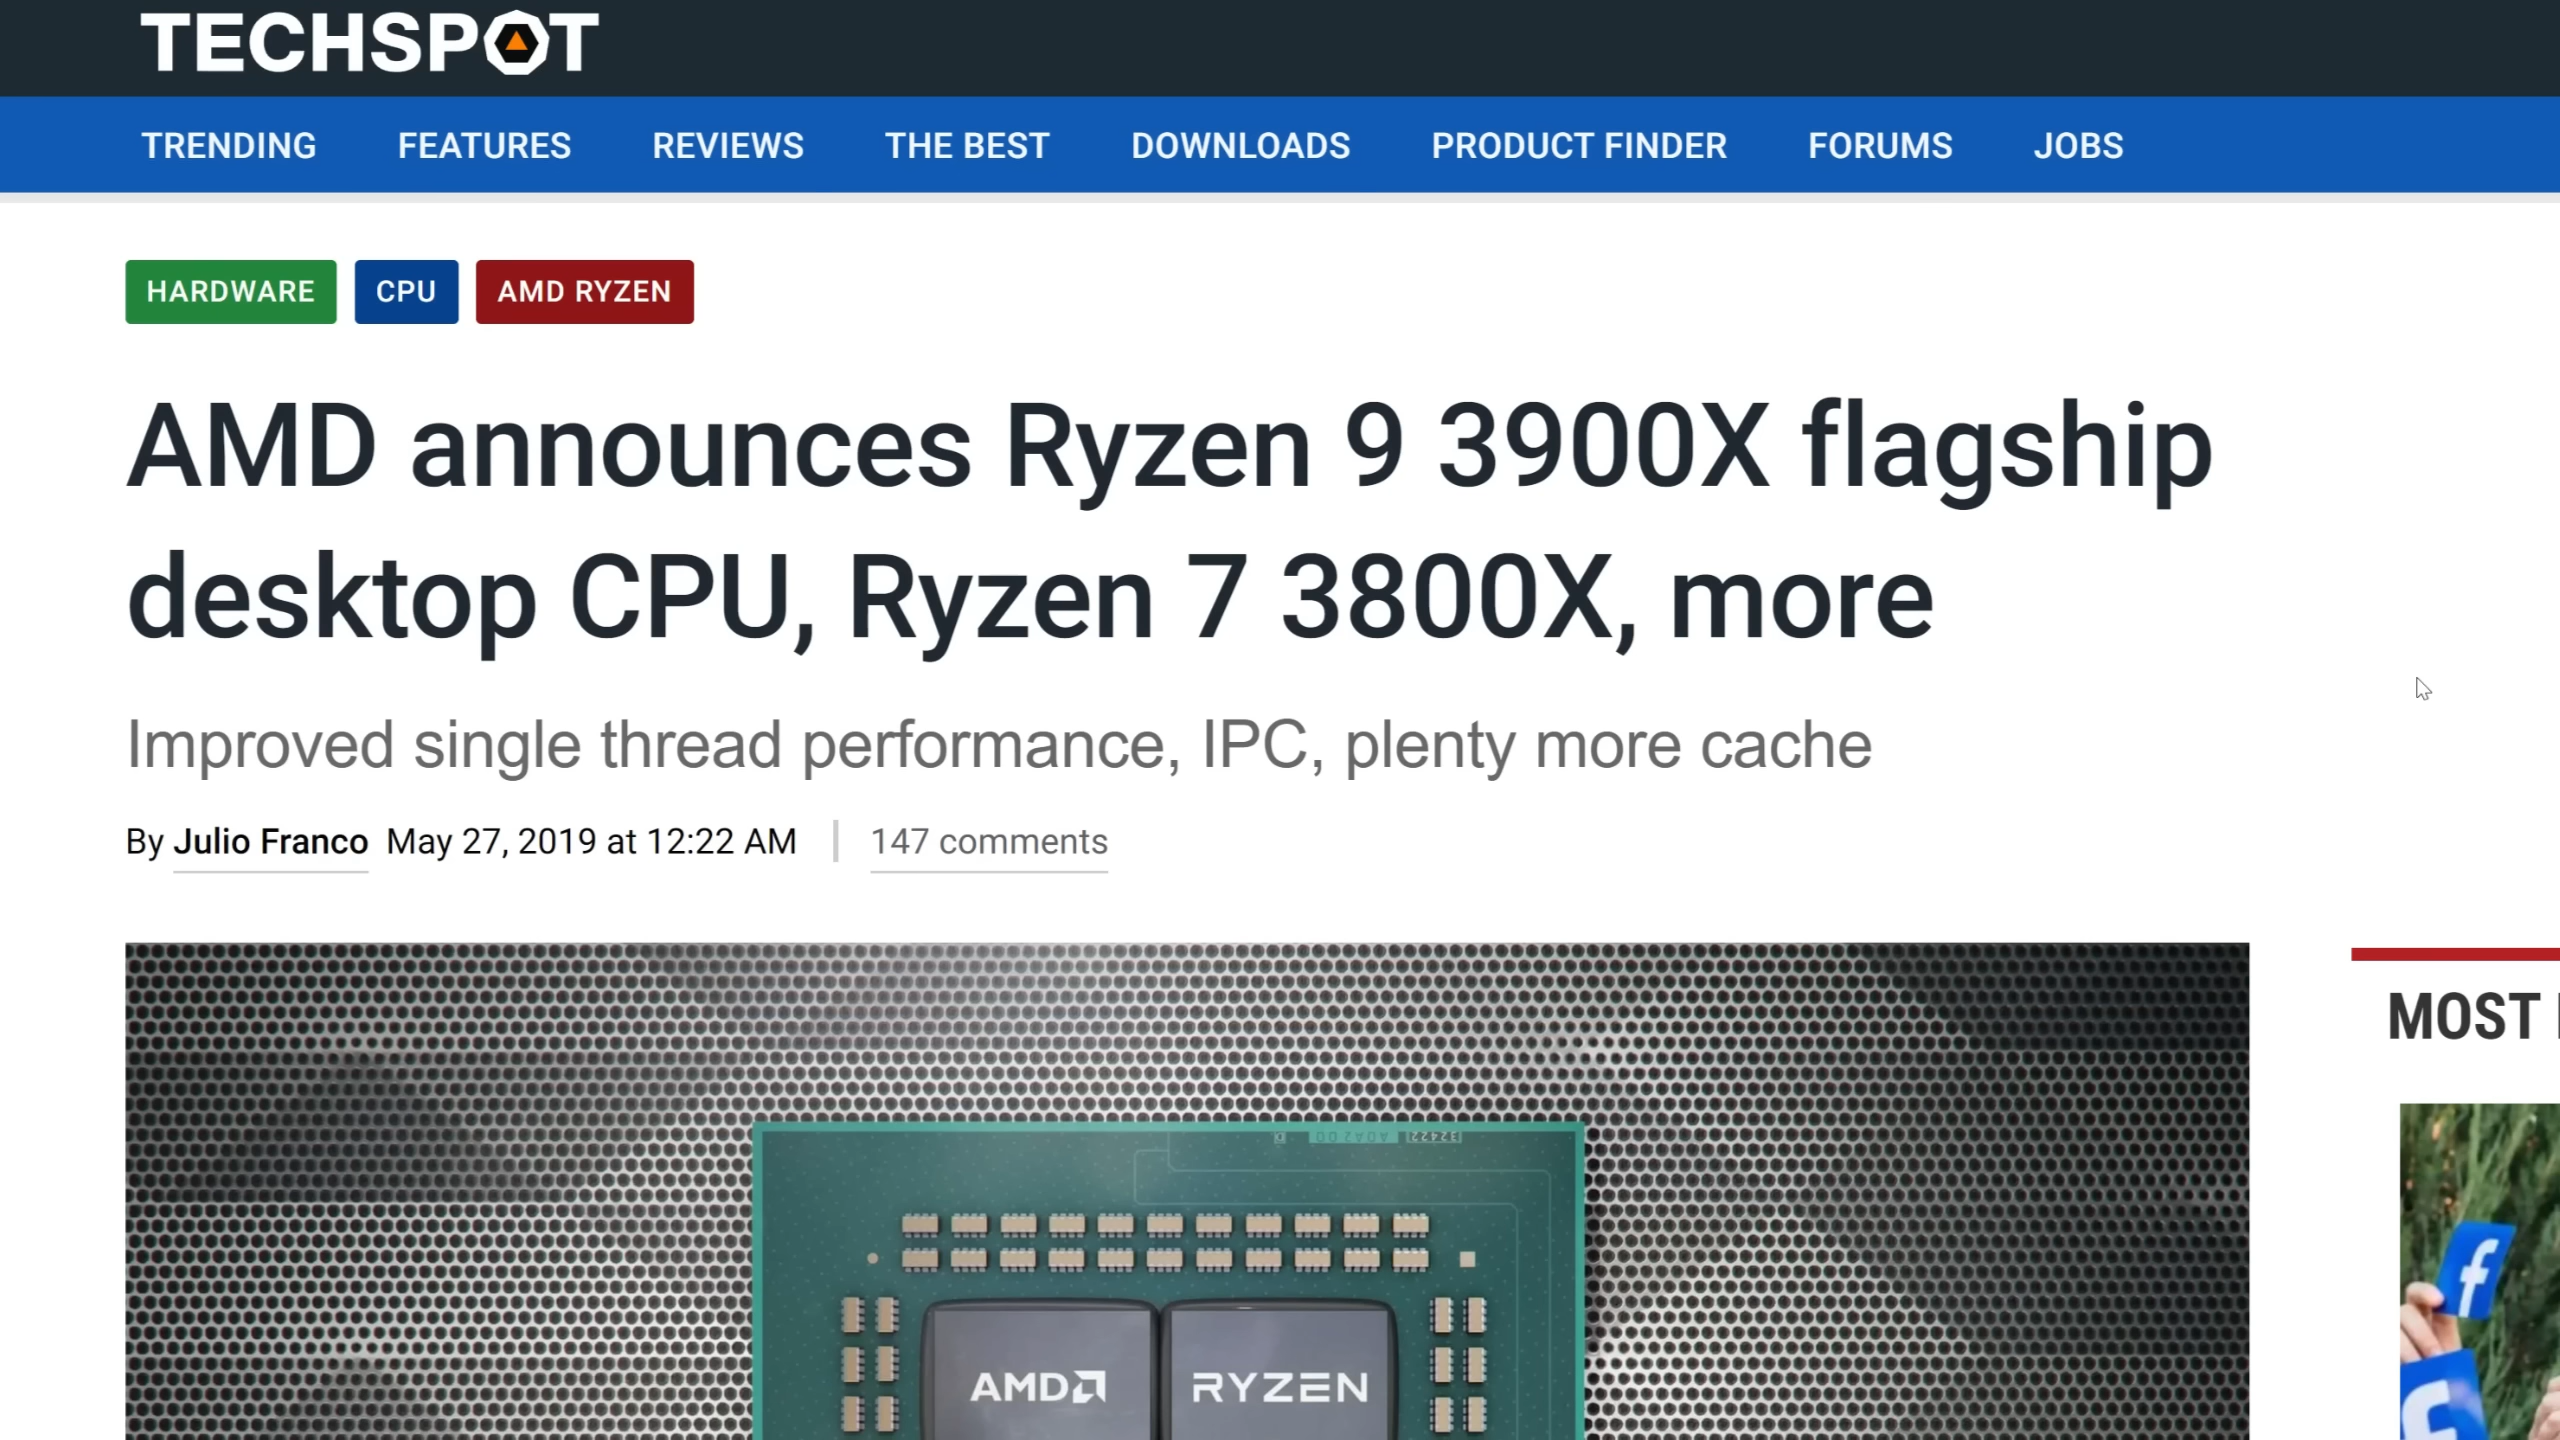 TECHSPOT
TRENDING FEATURES REVIEWS THE BEST DOWNLOADS PRODUCT FINDER FORUMS JOBS
HARDWARE CPU AMD RYZEN
AMD announces Ryzen 9 3900X flagship
desktop CPU, Ryzen 7 3800X, more
Improved single thread performance, IPC, plenty more cache
By Julio Franco May 27, 2019 at 12:22 AM 147 comments
MOST
AMD RYZEN
f
f